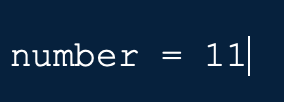 number = 11